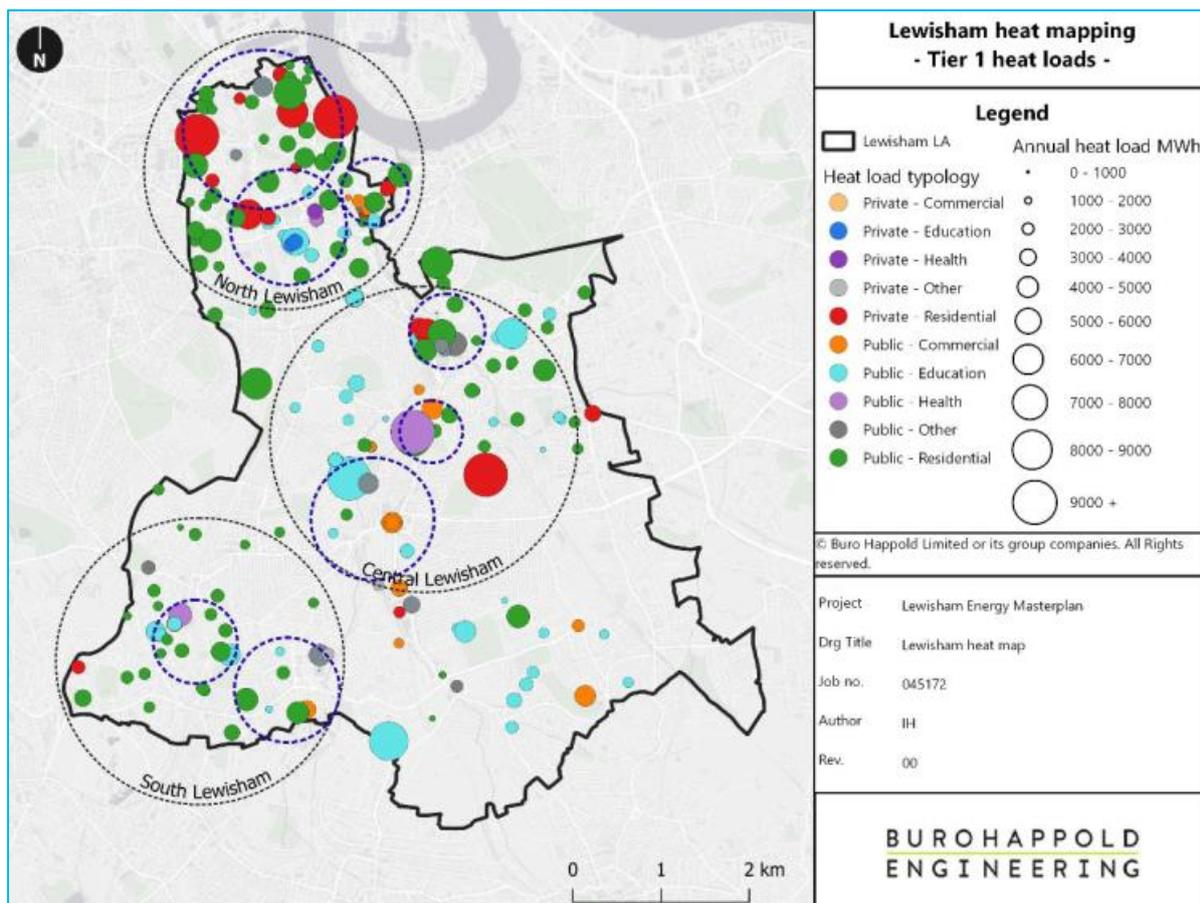 N
North Lewisham
Central Lewisham
South Lewisham
0 1 2 km
Lewisham heat mapping
- Tier 1 heat loads -
Legend
Lewisham LA
Heat load typology
Private - Commercial
Private - Education
Private - Health
Private - Other
Private - Residential
Public - Commercial
Public - Education
Public - Health
Public - Other
Public - Residential
Annual heat load MWh
0 - 1000
1000 - 2000
2000 - 3000
3000 - 4000
4000 - 5000
5000 - 6000
6000 - 7000
7000 - 8000
8000 - 9000
9000 +
© Buro Happold Limited or its group companies. All Rights
reserved.
Project Lewisham Energy Masterplan
Drg Title Lewisham heat map
Job no. 045172
Author IH
Rev. 00
BUROHAPPOLD
ENGINEERING